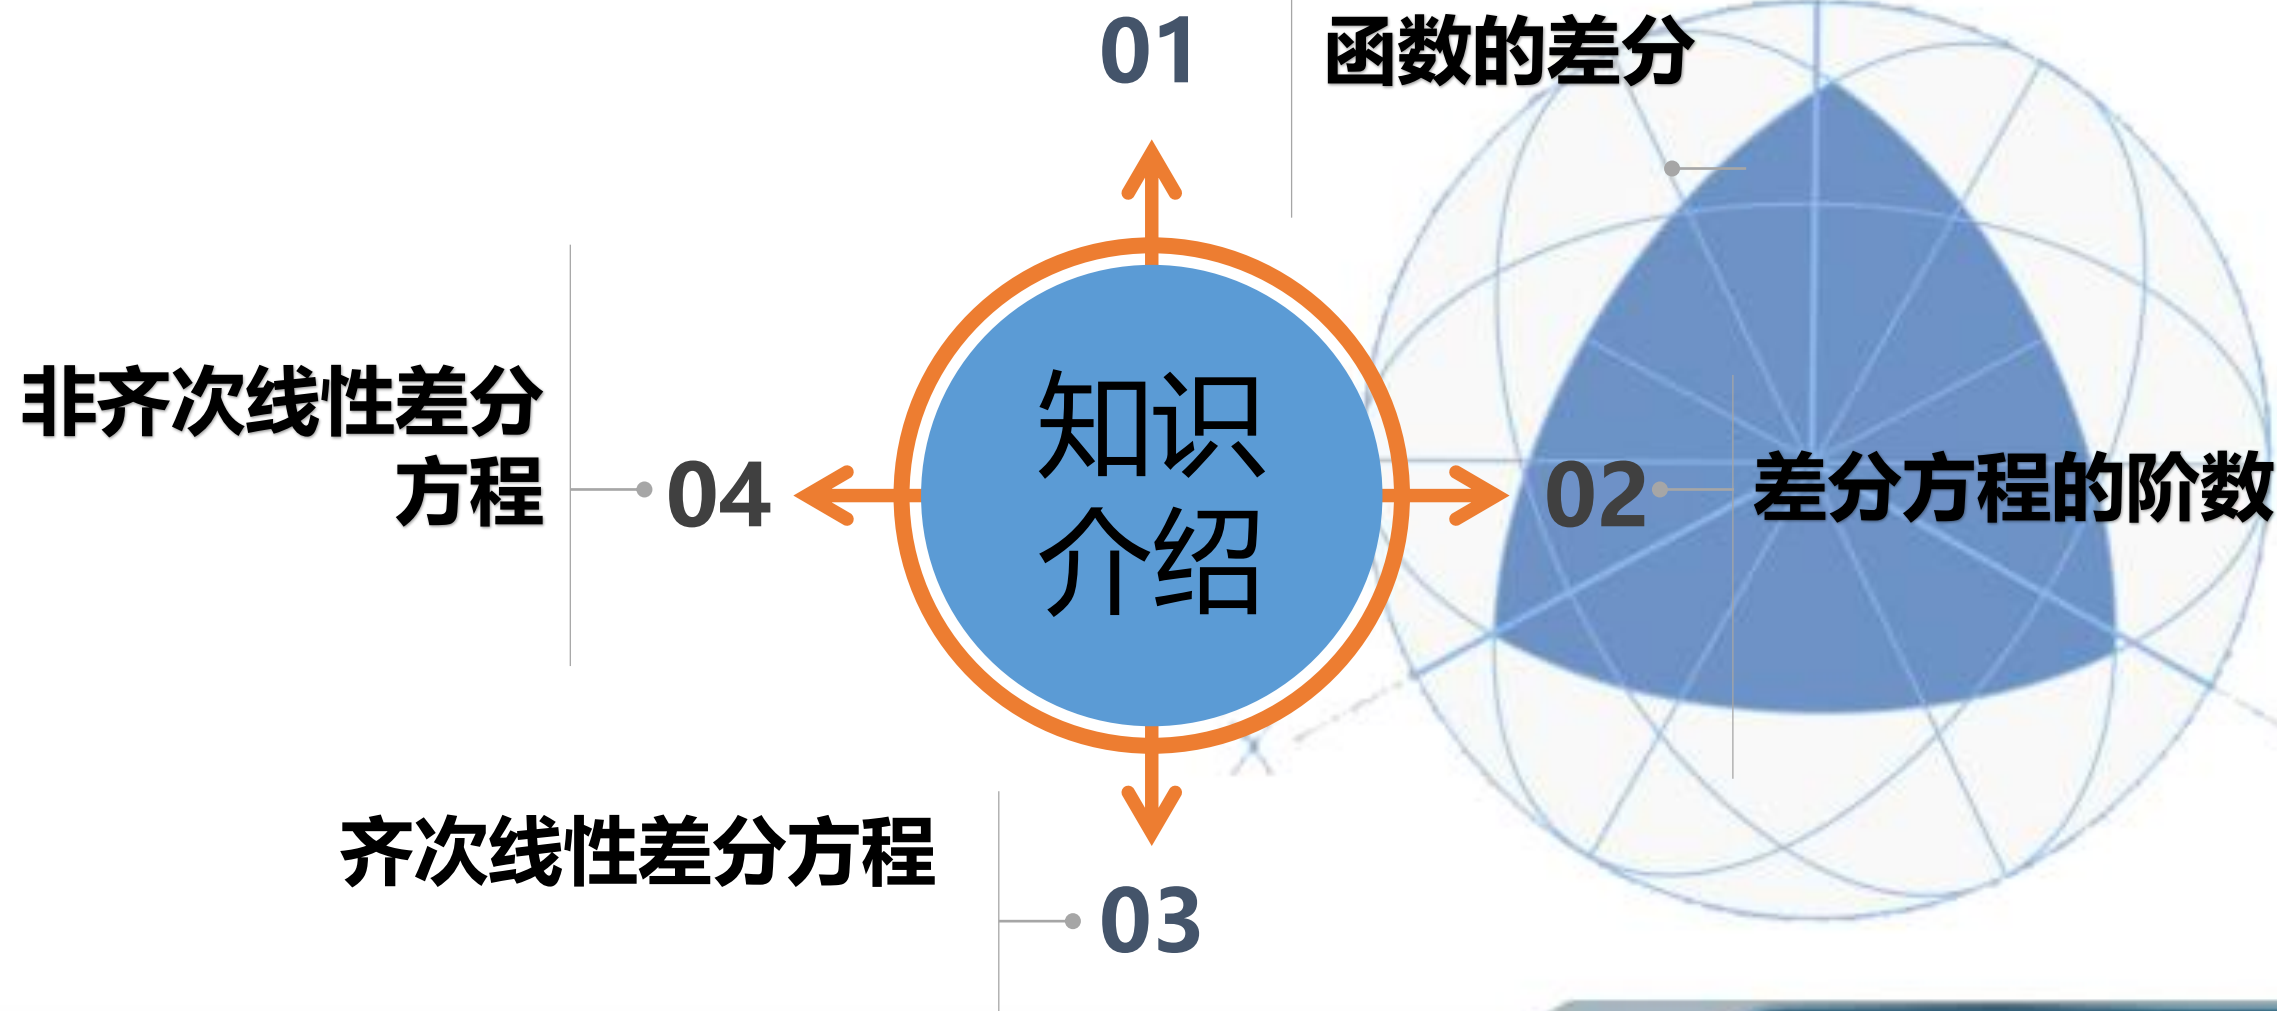 01
函数的差分
知识
介绍
02
差分方程的阶数
齐次线性差分方程
03
非齐次线性差分
方程
04